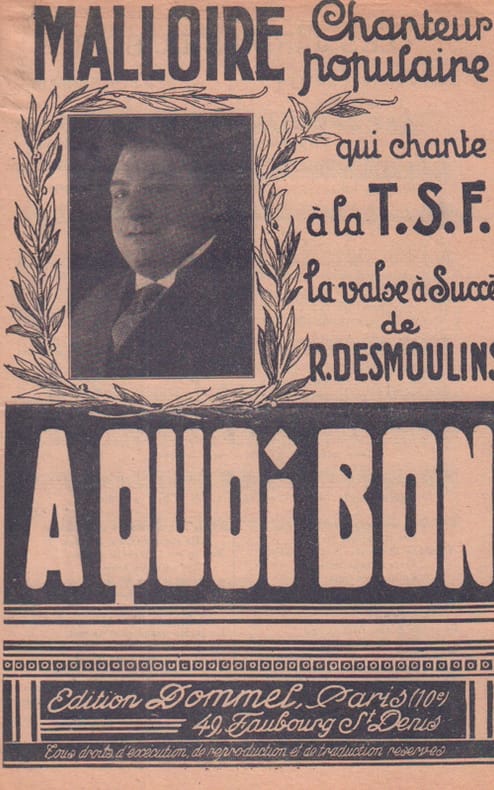 MALLOIRE
Chanteur
populaire
qui chante
à la T.S.F.
la valse à Succè
de
R.DESMOULINS
A QUOi BON
Edition Dommel, Paris (10e)
49, Faubourg St Denis
Tous droits d'exécution, de reproduction et de traduction réservés